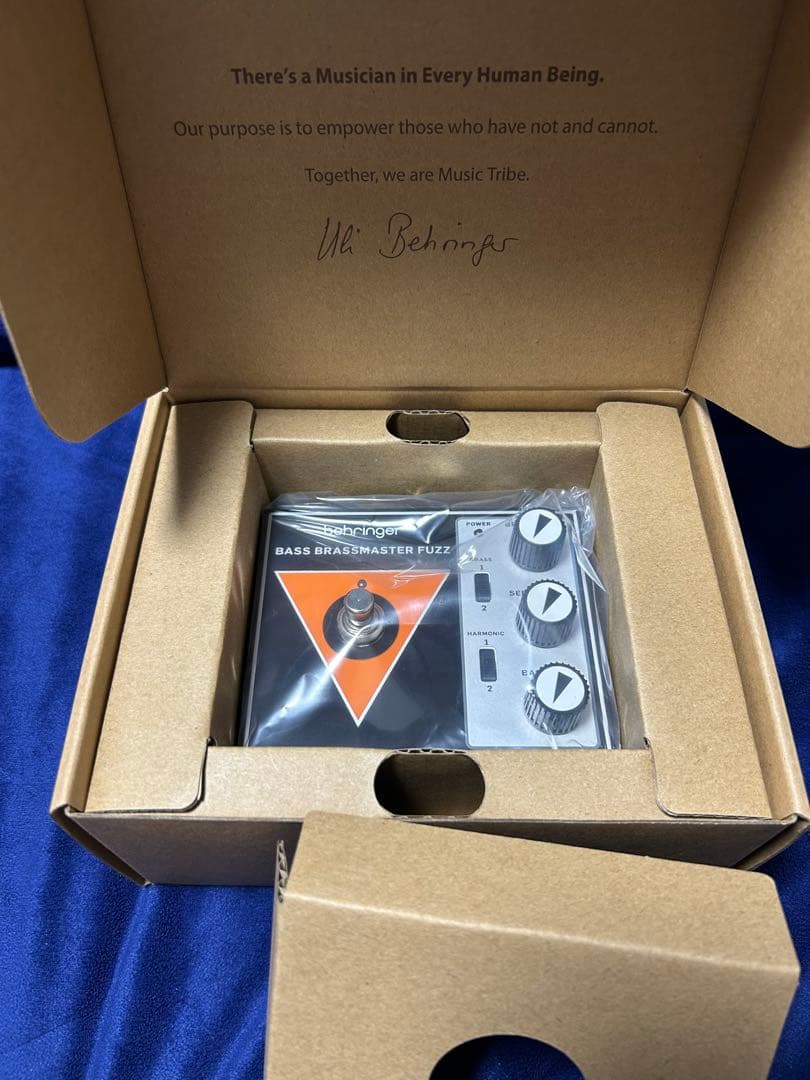 There's a Musician in Every Human Being.
Our purpose is to empower those who have not and cannot.
Together, we are Music Tribe.
Uli Behringer
behringer
BASS BRASSMASTER FUZZ
POWER
1
2
HARMONIC
1
2